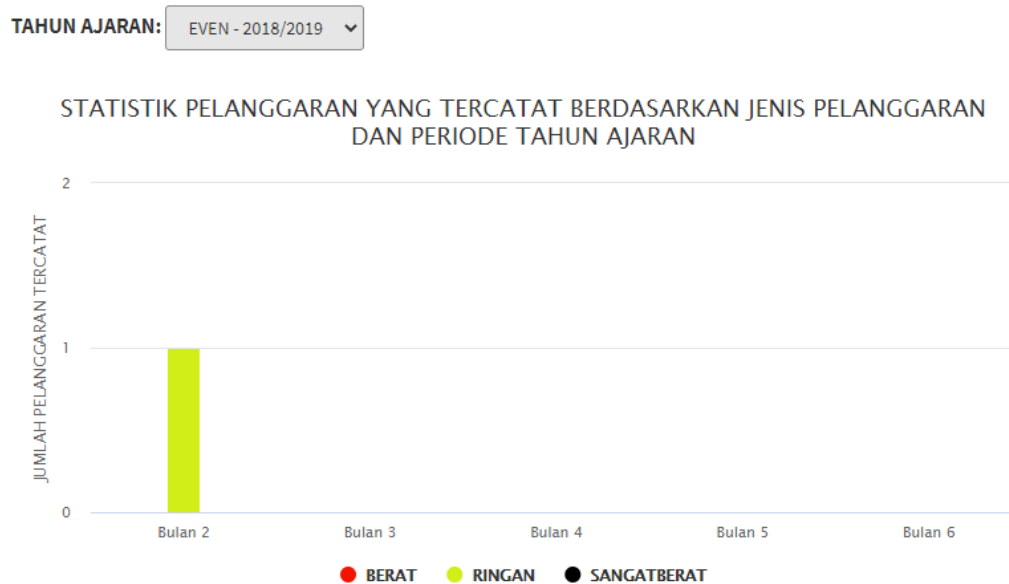 TAHUN AJARAN: EVEN - 2018/2019
STATISTIK PELANGGARAN YANG TERCATAT BERDASARKAN JENIS PELANGGARAN
DAN PERIODE TAHUN AJARAN
JUMLAH PELANGGARAN TERCATAT
2
1
0
Bulan 2 Bulan 3 Bulan 4 Bulan 5 Bulan 6
BERAT RINGAN SANGATBERAT